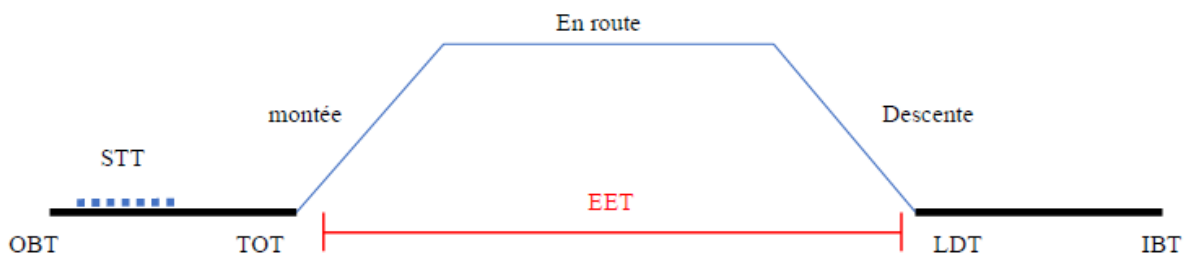 En route
montée
Descente
STT
EET
OBT
TOT
LDT
IBT